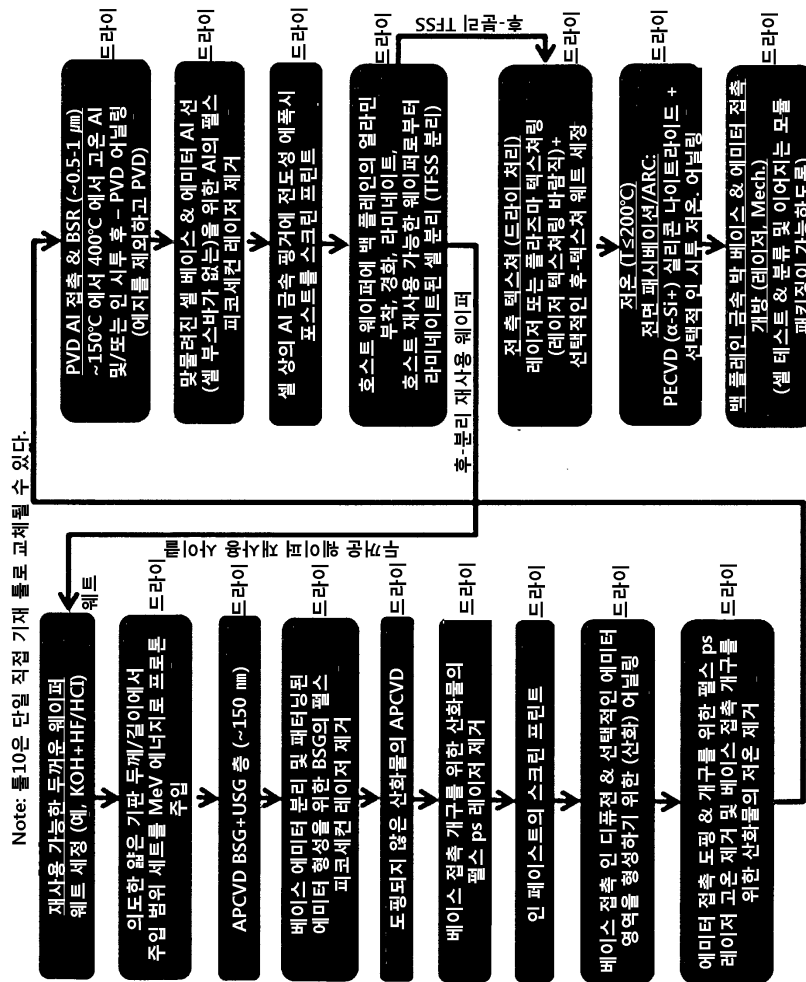 Note: 툴10은 단일 직접 기재 툴로 교체될 수 있다.
재사용 가능한 두꺼운 웨이퍼
웨트 세정 (예, KOH+HF/HCl)
웨트
의도한 얇은 기판 두께/길이에서
주입 범위 세트를 MeV 에너지로 프로톤
주입
드라이
APCVD BSG+USG 층 (~150 ㎚)
드라이
베이스 에미터 분리 및 패터닝된
에미터 형성을 위한 BSG의 펄스
피코세컨 레이저 제거
드라이
도핑되지 않은 산화물의 APCVD
드라이
베이스 접촉 개구를 위한 산화물의
펄스 ps 레이저 제거
드라이
인 페이스트의 스크린 프린트
드라이
베이스 접촉 인 디퓨젼 & 선택적인 에미터
영역을 형성하기 위한 (산화) 어닐링
드라이
에미터 접촉 도핑 & 개구를 위한 펄스 ps
레이저 고온 제거 및 베이스 접촉 개구를
위한 산화물의 저온 제거
드라이
두꺼운 웨이퍼 재사용 사이클
후-분리 재사용 웨이퍼
PVD Al 접촉 & BSR (~0.5-1 ㎛)
~150℃ 에서 400℃ 에서 고온 Al
및/또는 인 시투 후 – PVD 어닐링
(에지를 제외하고 PVD)
드라이
맞물려진 셀 베이스 & 에미터 Al 선
(셀 부스바가 없는)을 위한 Al의 펄스
피코세컨 레이저 제거
드라이
셀 상의 Al 금속 핑거에 전도성 에폭시
포스트를 스크린 프린트
드라이
호스트 웨이퍼에 백 플레인의 얼라민
부착, 경화, 라미네이트,
호스트 재사용 가능한 웨이퍼로부터
라미네이트된 셀 분리 (TFSS 분리)
드라이
후-분리 TFSS
전 측 텍스쳐 (드라이 처리)
레이저 또는 플라즈마 텍스쳐링
(레이저 텍스쳐링 바람직)+
선택적인 후-텍스쳐 웨트 세정
드라이
저온 (T≤200℃)
전면 패시베이션/ARC:
PECVD (α-Si+) 실리콘 나이트라이드 +
선택적 인 시투 저온. 어닐링
드라이
백 플레인 금속 박 베이스 & 에미터 접촉
개방 (레이저, Mech.)
(셀 테스트 & 분류 및 이어지는 모듈
패키징이 가능하도록)
드라이